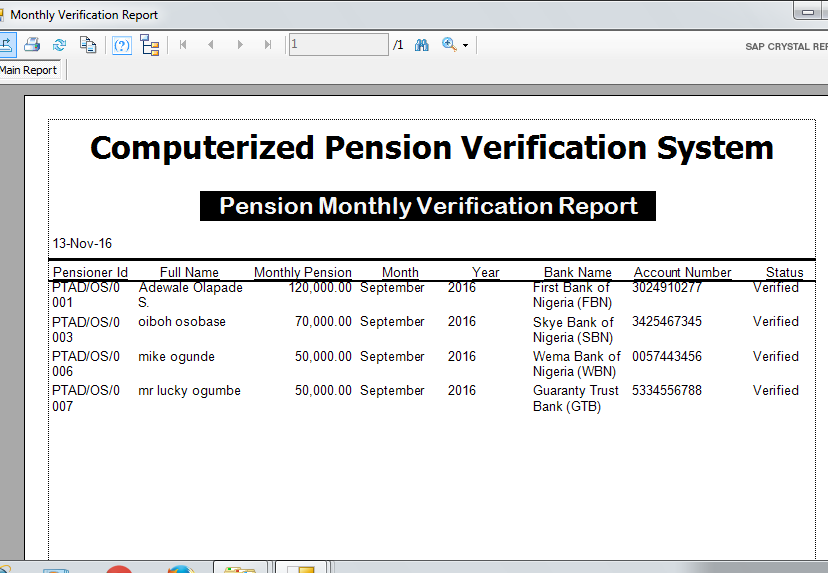 Monthly Verification Report
1 /1
SAP CRYSTAL REP
Main Report
Computerized Pension Verification System
Pension Monthly Verification Report
13-Nov-16
Pensioner Id Full Name Monthly Pension Month Year Bank Name Account Number Status
PTAD/OS/0 Adewale Olapade 120,000.00 September 2016 First Bank of 3024910277 Verified
001 S. Nigeria (FBN)
PTAD/OS/0 oiboh osobase 70,000.00 September 2016 Skye Bank of 3425467345 Verified
003 Nigeria (SBN)
PTAD/OS/0 mike ogunde 50,000.00 September 2016 Wema Bank of 0057443456 Verified
006 Nigeria (WBN)
PTAD/OS/0 mr lucky ogumbe 50,000.00 September 2016 Guaranty Trust 5334556788 Verified
007 Bank (GTB)